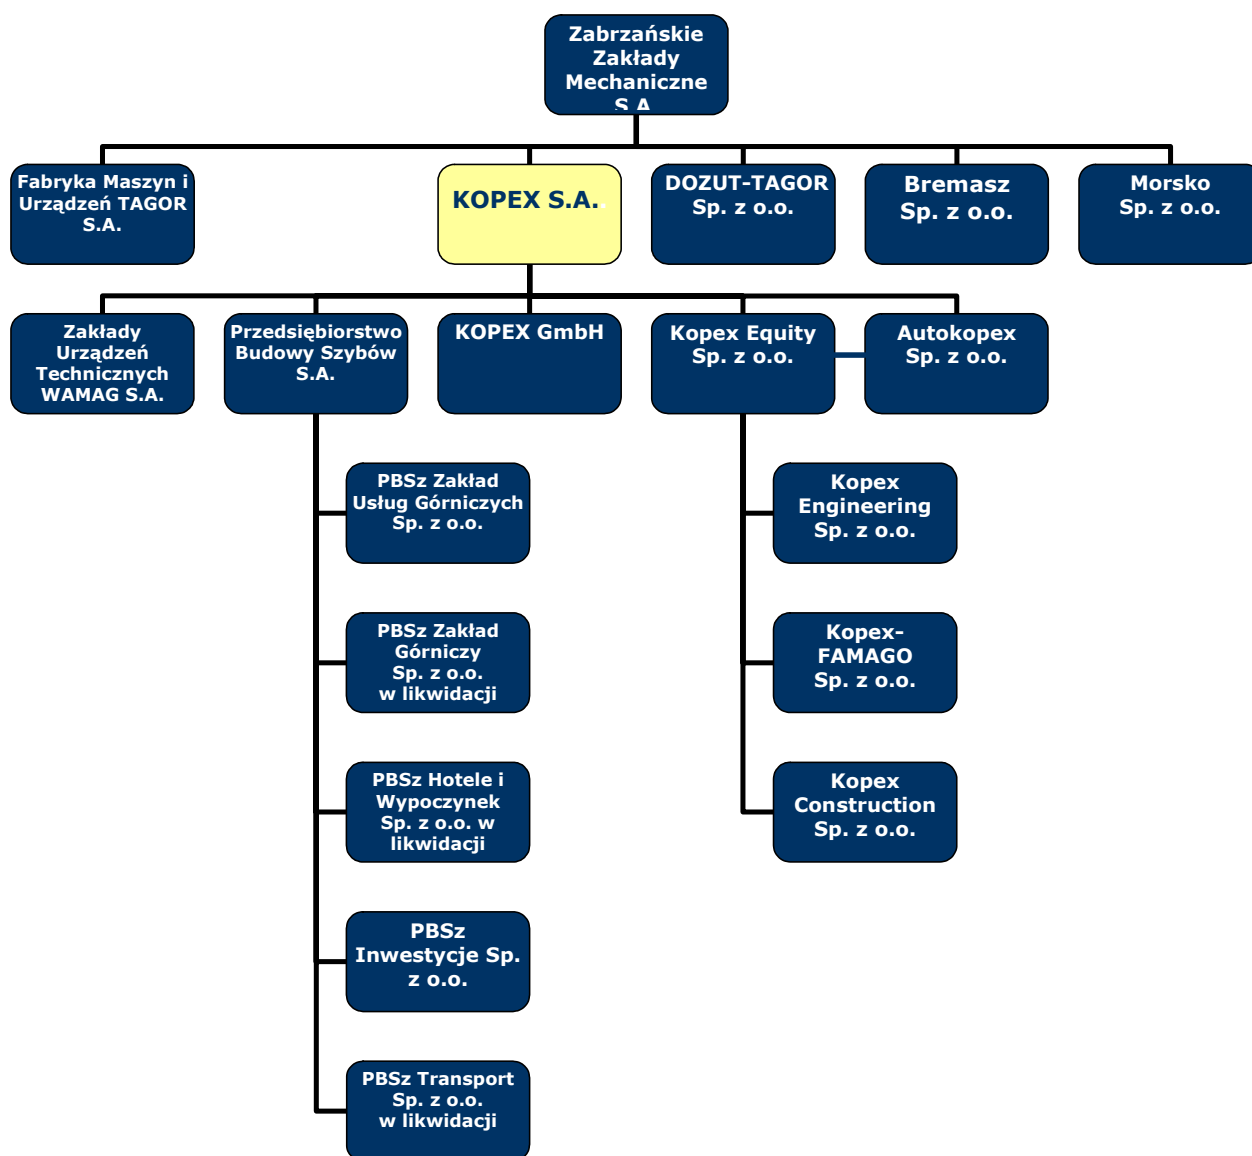 Zabrzańskie
Zakłady
Mechaniczne
S.A.
Fabryka Maszyn i
Urządzeń TAGOR
S.A.
KOPEX S.A.
DOZUT-TAGOR
Sp. z o.o.
Bremasz
Sp. z o.o.
Morsko
Sp. z o.o.
Zakłady
Urządzeń
Technicznych
WAMAG S.A.
Przedsiębiorstwo
Budowy Szybów
S.A.
KOPEX GmbH
Kopex Equity
Sp. z o.o.
Autokopex
Sp. z o.o.
PBSz Zakład
Usług Górniczych
Sp. z o.o.
Kopex
Engineering
Sp. z o.o.
PBSz Zakład
Górniczy
Sp. z o.o.
w likwidacji
Kopex-
FAMAGO
Sp. z o.o.
PBSz Hotele i
Wypoczynek
Sp. z o.o. w
likwidacji
Kopex
Construction
Sp. z o.o.
PBSz
Inwestycje Sp.
z o.o.
PBSz Transport
Sp. z o.o.
w likwidacji